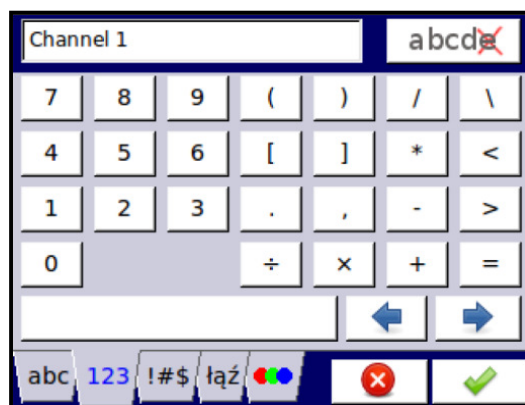 Channel 1
abcde
7 8 9 ( ) / \
4 5 6 [ ] * <
1 2 3 . , - >
0 ÷ × + =
abc 123 !#$ łąź